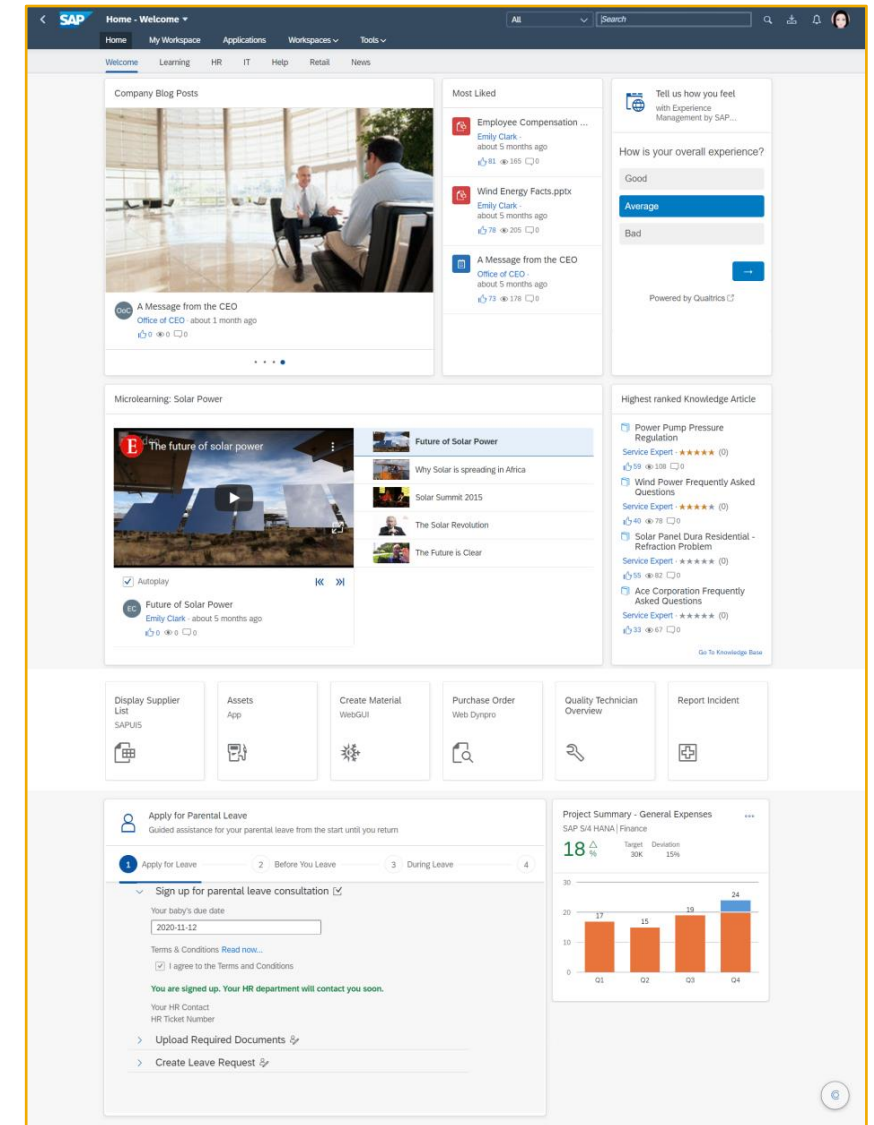 SAP Home - Welcome
All Search
Home My Workspace Applications Workspaces Tools
Welcome Learning HR IT Help Retail News
Company Blog Posts
OoC
A Message from the CEO
Office of CEO · about 1 month ago
0 0 0
Most Liked
Employee Compensation ...
Emily Clark ·
about 5 months ago
81 165 0
Wind Energy Facts.pptx
Emily Clark ·
about 5 months ago
78 205 0
A Message from the CEO
Office of CEO ·
about 5 months ago
73 178 0
Tell us how you feel
with Experience
Management by SAP...
How is your overall experience?
Good
Average
Bad
→
Powered by Qualtrics
Microlearning: Solar Power
E The future of solar power
Autoplay
EC
Future of Solar Power
Emily Clark · about 5 months ago
0 0 0
Future of Solar Power
Why Solar is spreading in Africa
Solar Summit 2015
The Solar Revolution
The Future is Clear
Highest ranked Knowledge Article
Power Pump Pressure
Regulation
Service Expert · ★★★★★ (0)
59 108 0
Wind Power Frequently Asked
Questions
Service Expert · ★★★★★ (0)
40 78 0
Solar Panel Dura Residential -
Refraction Problem
Service Expert · ★★★★★ (0)
55 82 0
Ace Corporation Frequently
Asked Questions
Service Expert · ★★★★★ (0)
33 67 0
Go To Knowledge Base
Display Supplier
List
SAPUI5
Assets
App
Create Material
WebGUI
Purchase Order
Web Dynpro
Quality Technician
Overview
Report Incident
Apply for Parental Leave
Guided assistance for your parental leave from the start until you return
1 Apply for Leave 2 Before You Leave 3 During Leave 4
Sign up for parental leave consultation
Your baby's due date
2020-11-12
Terms & Conditions Read now...
I agree to the Terms and Conditions
You are signed up. Your HR department will contact you soon.
Your HR Contact
HR Ticket Number
Upload Required Documents
Create Leave Request
Project Summary - General Expenses ...
SAP S/4 HANA | Finance
18 % Target Deviation
30K 15%
30
20
10
0
17 15 19 24
Q1 Q2 Q3 Q4